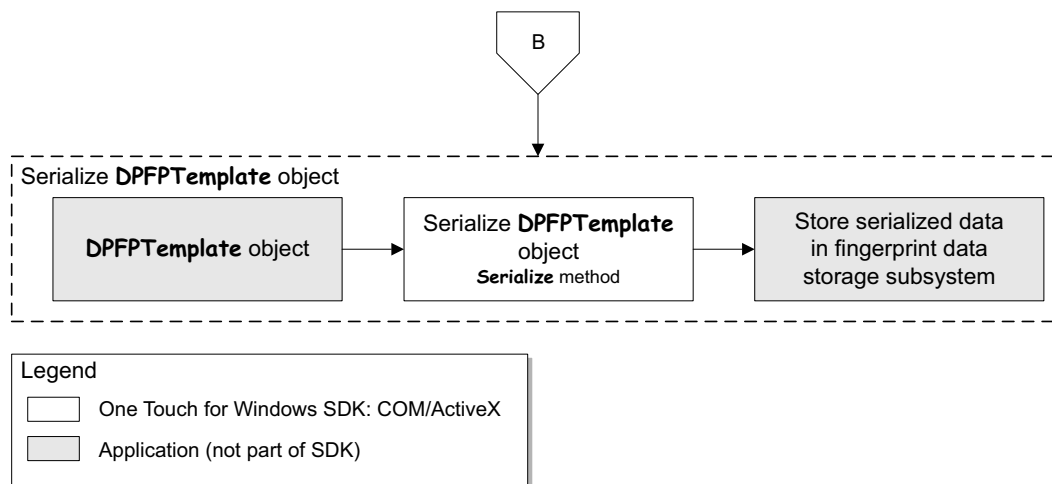 B
Serialize DPFPTemplate object
DPFPTemplate object
Serialize DPFPTemplate
object
Serialize method
Store serialized data
in fingerprint data
storage subsystem
Legend
One Touch for Windows SDK: COM/ActiveX
Application (not part of SDK)